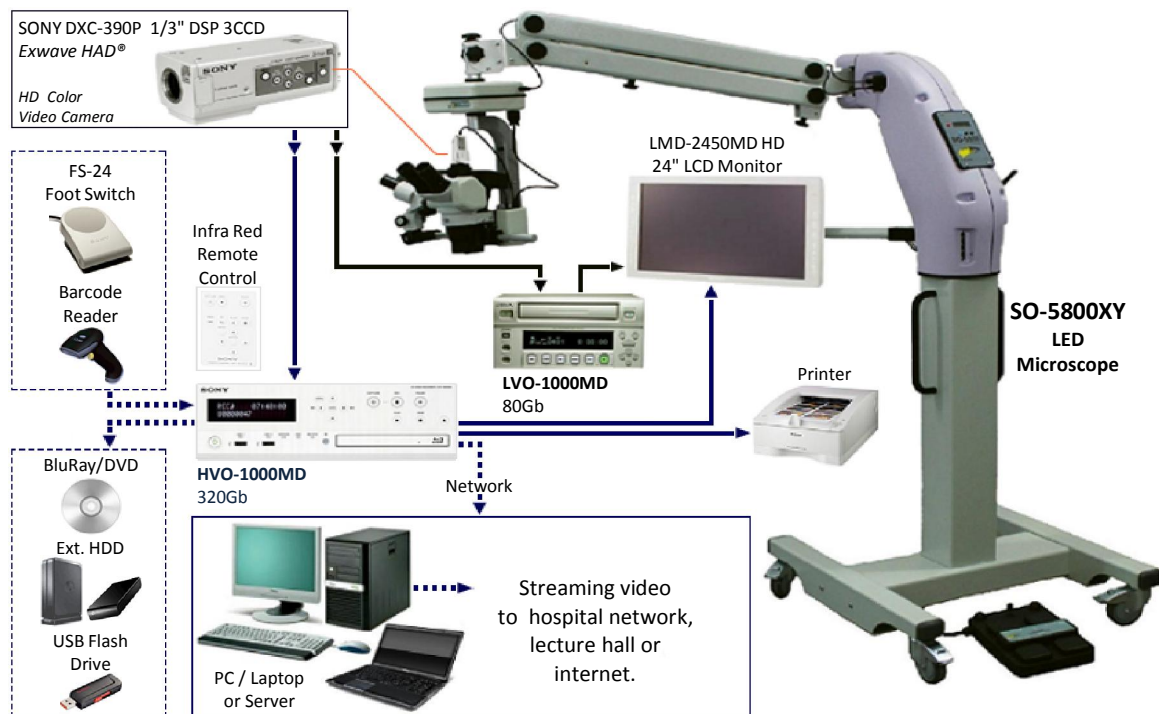 SONY DXC-390P 1/3" DSP 3CCD
Exwave HAD®
HD Color
Video Camera
SONY
FS-24
Foot Switch
Barcode
Reader
Infra Red
Remote
Control
LMD-2450MD HD
24" LCD Monitor
SO-5800XY
LED
Microscope
LVO-1000MD
80Gb
Printer
SONY
HVO-1000MD
320Gb
Network
BluRay/DVD
Ext. HDD
USB Flash
Drive
PC / Laptop
or Server
Streaming video
to hospital network,
lecture hall or
internet.